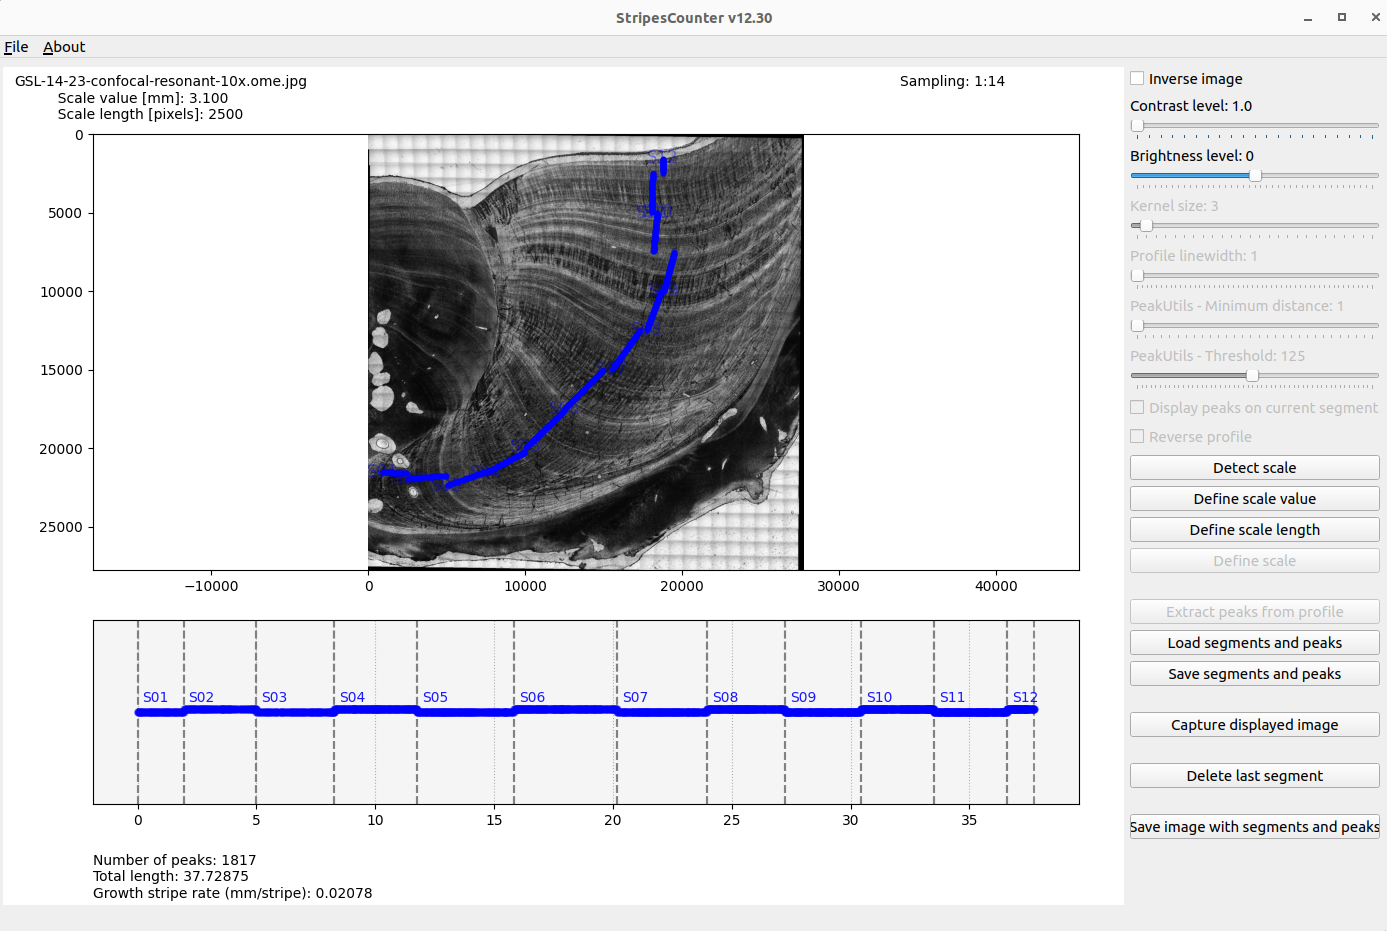 StripesCounter v12.30
File About
GSL-14-23-confocal-resonant-10x.ome.jpg
Sampling: 1:14
Scale value [mm]: 3.100
Scale length [pixels]: 2500
0
5000
10000
15000
20000
25000
−10000 0 10000 20000 30000 40000
S01 S02 S03 S04 S05 S06 S07 S08 S09 S10 S11 S12
0 5 10 15 20 25 30 35
Number of peaks: 1817
Total length: 37.72875
Growth stripe rate (mm/stripe): 0.02078
Inverse image
Contrast level: 1.0
Brightness level: 0
Kernel size: 3
Profile linewidth: 1
PeakUtils - Minimum distance: 1
PeakUtils - Threshold: 125
Display peaks on current segment
Reverse profile
Detect scale
Define scale value
Define scale length
Define scale
Extract peaks from profile
Load segments and peaks
Save segments and peaks
Capture displayed image
Delete last segment
Save image with segments and peaks